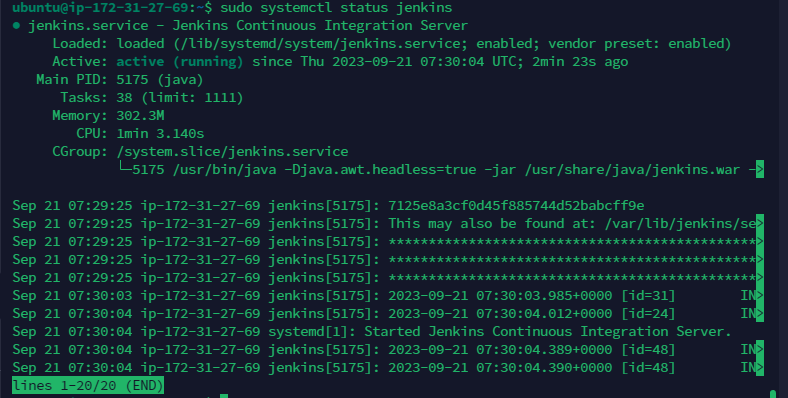 ubuntu@ip-172-31-27-69:~$ sudo systemctl status jenkins
● jenkins.service - Jenkins Continuous Integration Server
Loaded: loaded (/lib/systemd/system/jenkins.service; enabled; vendor preset: enabled)
Active: active (running) since Thu 2023-09-21 07:30:04 UTC; 2min 23s ago
Main PID: 5175 (java)
Tasks: 38 (limit: 1111)
Memory: 302.3M
CPU: 1min 3.140s
CGroup: /system.slice/jenkins.service
└─5175 /usr/bin/java -Djava.awt.headless=true -jar /usr/share/java/jenkins.war ->
Sep 21 07:29:25 ip-172-31-27-69 jenkins[5175]: 7125e8a3cf0d45f885744d52babcff9e
Sep 21 07:29:25 ip-172-31-27-69 jenkins[5175]: This may also be found at: /var/lib/jenkins/se>
Sep 21 07:29:25 ip-172-31-27-69 jenkins[5175]: **********************************************>
Sep 21 07:29:25 ip-172-31-27-69 jenkins[5175]: **********************************************>
Sep 21 07:29:25 ip-172-31-27-69 jenkins[5175]: **********************************************>
Sep 21 07:30:03 ip-172-31-27-69 jenkins[5175]: 2023-09-21 07:30:03.985+0000 [id=31] IN>
Sep 21 07:30:04 ip-172-31-27-69 jenkins[5175]: 2023-09-21 07:30:04.012+0000 [id=24] IN>
Sep 21 07:30:04 ip-172-31-27-69 systemd[1]: Started Jenkins Continuous Integration Server.
Sep 21 07:30:04 ip-172-31-27-69 jenkins[5175]: 2023-09-21 07:30:04.389+0000 [id=48] IN>
Sep 21 07:30:04 ip-172-31-27-69 jenkins[5175]: 2023-09-21 07:30:04.390+0000 [id=48] IN>
lines 1-20/20 (END)